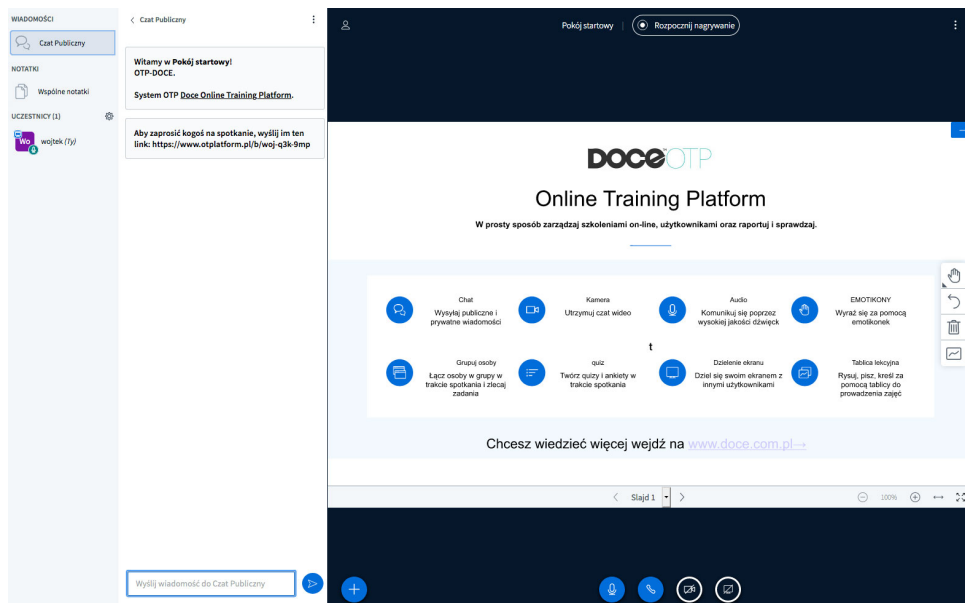 WIADOMOŚCI
Czat Publiczny
NOTATKI
Wspólne notatki
UCZESTNICY (1)
Wo
wojtek (Ty)
Czat Publiczny
Witamy w Pokój startowy!
OTP-DOCE.
System OTP Doce Online Training Platform.
Aby zaprosić kogoś na spotkanie, wyślij im ten
link: https://www.otplatform.pl/b/woj-q3k-9mp
Wyślij wiadomość do Czat Publiczny
Pokój startowy
Rozpocznij nagrywanie
DOCE OTP
Online Training Platform
W prosty sposób zarządzaj szkoleniami on-line, użytkownikami oraz raportuj i sprawdzaj.
Chat
Wysyłaj publiczne i
prywatne wiadomości
Kamera
Utrzymuj czat wideo
Audio
Komunikuj się poprzez
wysokiej jakości dźwięck
EMOTIKONY
Wyraź się za pomocą
emotikonek
t
Grupuj osoby
Łącz osoby w grupy w
trakcie spotkania i zlecaj
zadania
quiz
Twórz quizy i ankiety w
trakcie spotkania
Dzielenie ekranu
Dziel się swoim ekranem z
innymi użytkownikami
Tablica lekcyjna
Rysuj, pisz, kreśl za
pomocą tablicy do
prowadzenia zajęć
Chcesz wiedzieć więcej wejdź na www.doce.com.pl→
Slajd 1
100%